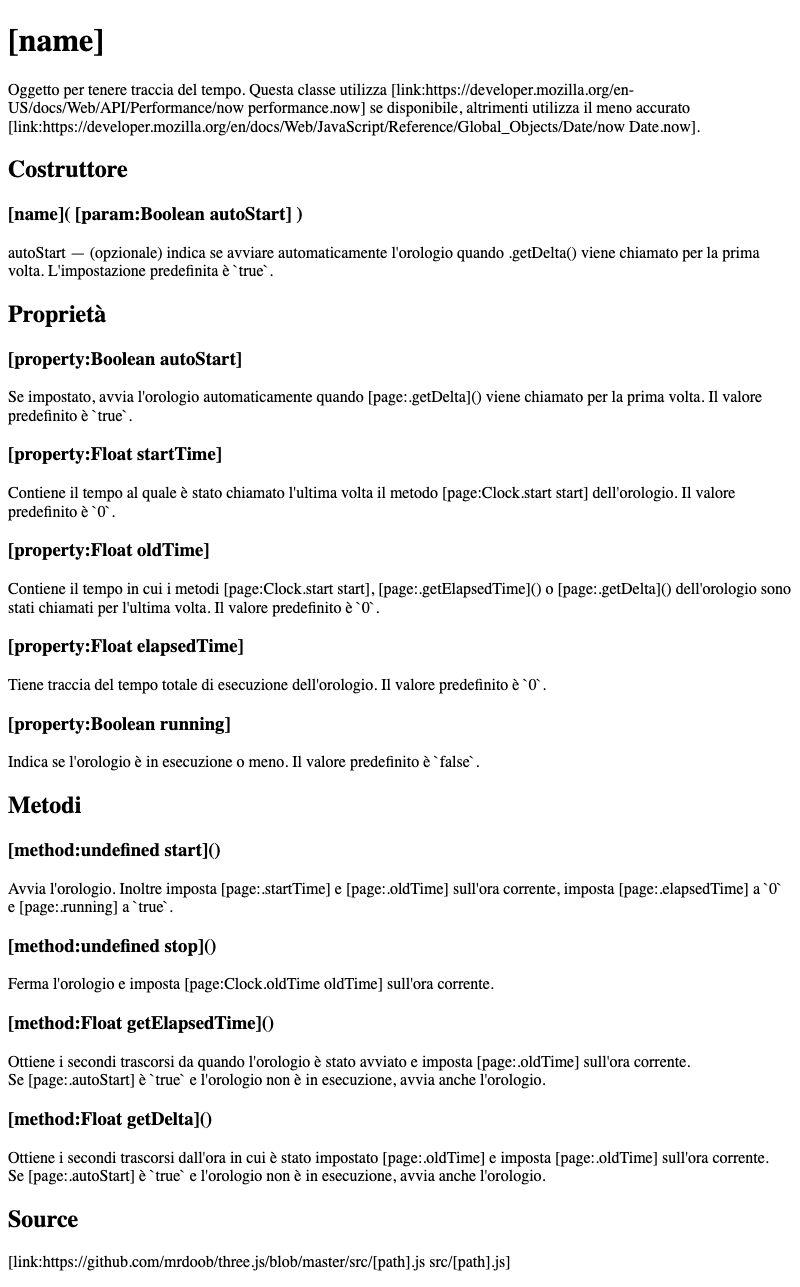 [name]
Oggetto per tenere traccia del tempo. Questa classe utilizza [link:https://developer.mozilla.org/en-
US/docs/Web/API/Performance/now performance.now] se disponibile, altrimenti utilizza il meno accurato
[link:https://developer.mozilla.org/en/docs/Web/JavaScript/Reference/Global_Objects/Date/now Date.now].
Costruttore
[name]( [param:Boolean autoStart] )
autoStart — (opzionale) indica se avviare automaticamente l'orologio quando .getDelta() viene chiamato per la prima
volta. L'impostazione predefinita è `true`.
Proprietà
[property:Boolean autoStart]
Se impostato, avvia l'orologio automaticamente quando [page:.getDelta]() viene chiamato per la prima volta. Il valore
predefinito è `true`.
[property:Float startTime]
Contiene il tempo al quale è stato chiamato l'ultima volta il metodo [page:Clock.start start] dell'orologio. Il valore
predefinito è `0`.
[property:Float oldTime]
Contiene il tempo in cui i metodi [page:Clock.start start], [page:.getElapsedTime]() o [page:.getDelta]() dell'orologio sono
stati chiamati per l'ultima volta. Il valore predefinito è `0`.
[property:Float elapsedTime]
Tiene traccia del tempo totale di esecuzione dell'orologio. Il valore predefinito è `0`.
[property:Boolean running]
Indica se l'orologio è in esecuzione o meno. Il valore predefinito è `false`.
Metodi
[method:undefined start]()
Avvia l'orologio. Inoltre imposta [page:.startTime] e [page:.oldTime] sull'ora corrente, imposta [page:.elapsedTime] a `0`
e [page:.running] a `true`.
[method:undefined stop]()
Ferma l'orologio e imposta [page:Clock.oldTime oldTime] sull'ora corrente.
[method:Float getElapsedTime]()
Ottiene i secondi trascorsi da quando l'orologio è stato avviato e imposta [page:.oldTime] sull'ora corrente.
Se [page:.autoStart] è `true` e l'orologio non è in esecuzione, avvia anche l'orologio.
[method:Float getDelta]()
Ottiene i secondi trascorsi dall'ora in cui è stato impostato [page:.oldTime] e imposta [page:.oldTime] sull'ora corrente.
Se [page:.autoStart] è `true` e l'orologio non è in esecuzione, avvia anche l'orologio.
Source
[link:https://github.com/mrdoob/three.js/blob/master/src/[path].js src/[path].js]